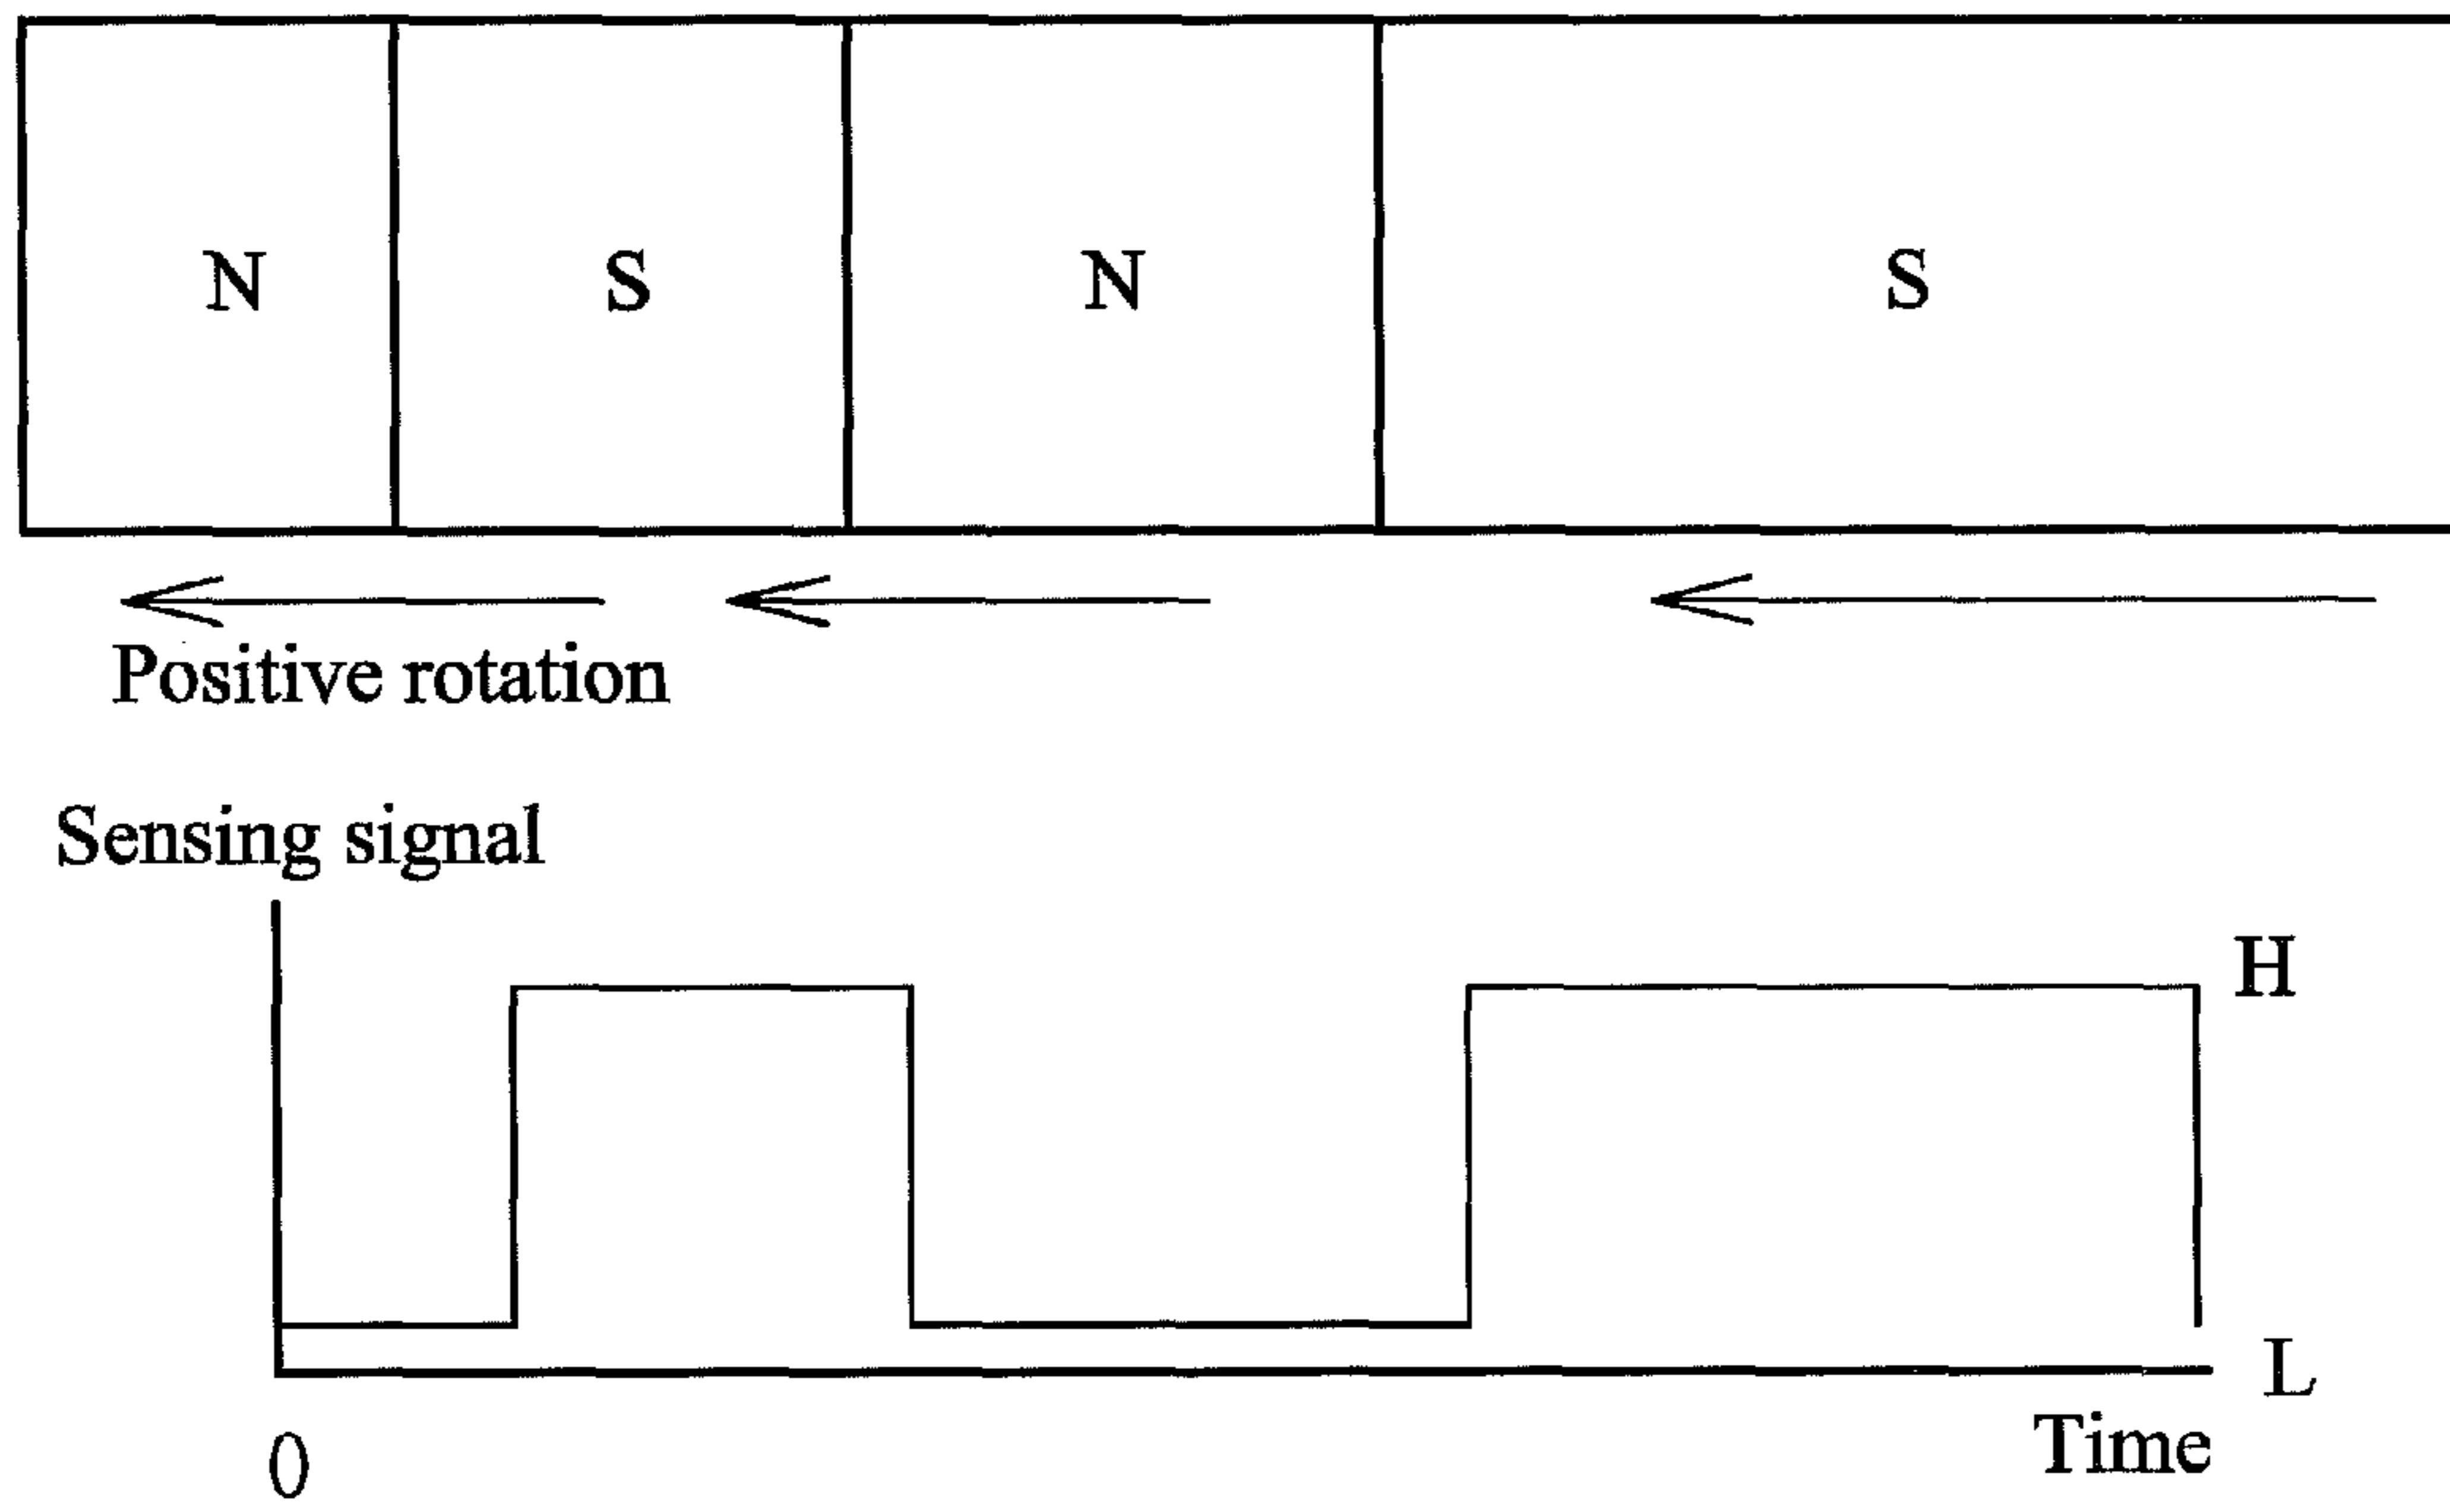 N S N S
Positive rotation
Sensing signal
H
L
0
Time